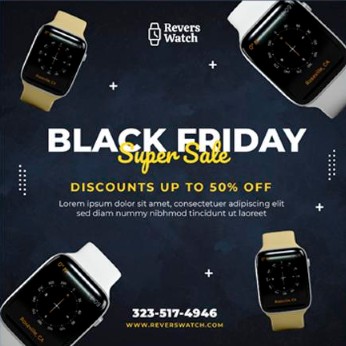 Revers
Watch
BLACK FRIDAY
Super Sale
DISCOUNTS UP TO 50% OFF
Lorem ipsum dolor sit amet, consectetuer adipiscing elit,
sed diam nummy nibhmod tincidunt ut laoreet
323-517-4946
WWW.REVERSWATCH.COM